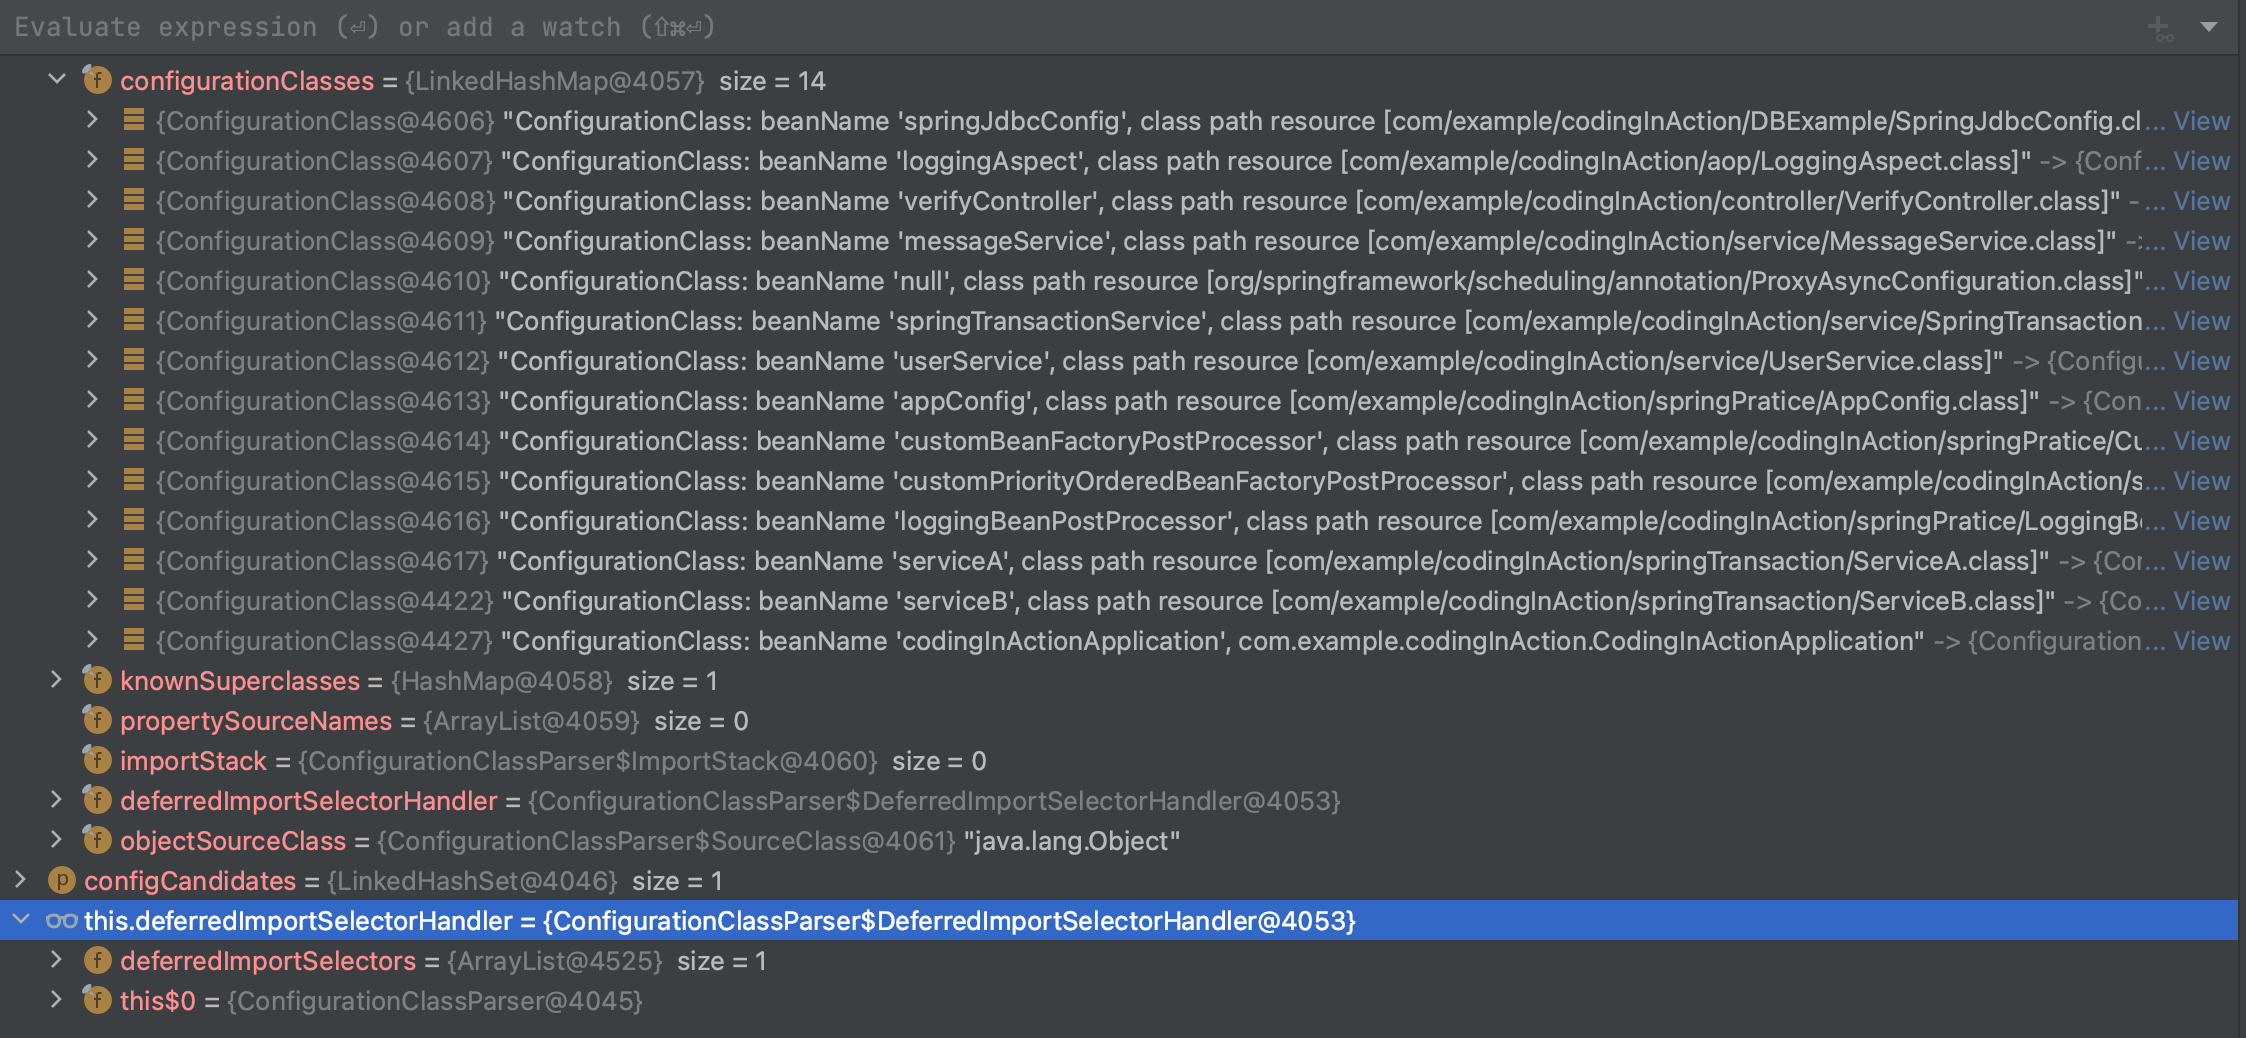 Evaluate expression (⏎) or add a watch (⇧⌘⏎)
configurationClasses = {LinkedHashMap@4057} size = 14
{ConfigurationClass@4606} "ConfigurationClass: beanName 'springJdbcConfig', class path resource [com/example/codingInAction/DBExample/SpringJdbcConfig.cl... View
{ConfigurationClass@4607} "ConfigurationClass: beanName 'loggingAspect', class path resource [com/example/codingInAction/aop/LoggingAspect.class]" -> {Conf... View
{ConfigurationClass@4608} "ConfigurationClass: beanName 'verifyController', class path resource [com/example/codingInAction/controller/VerifyController.class]" -... View
{ConfigurationClass@4609} "ConfigurationClass: beanName 'messageService', class path resource [com/example/codingInAction/service/MessageService.class]" -... View
{ConfigurationClass@4610} "ConfigurationClass: beanName 'null', class path resource [org/springframework/scheduling/annotation/ProxyAsyncConfiguration.class]"... View
{ConfigurationClass@4611} "ConfigurationClass: beanName 'springTransactionService', class path resource [com/example/codingInAction/service/SpringTransaction... View
{ConfigurationClass@4612} "ConfigurationClass: beanName 'userService', class path resource [com/example/codingInAction/service/UserService.class]" -> {Config... View
{ConfigurationClass@4613} "ConfigurationClass: beanName 'appConfig', class path resource [com/example/codingInAction/springPratice/AppConfig.class]" -> {Con... View
{ConfigurationClass@4614} "ConfigurationClass: beanName 'customBeanFactoryPostProcessor', class path resource [com/example/codingInAction/springPratice/Cu... View
{ConfigurationClass@4615} "ConfigurationClass: beanName 'customPriorityOrderedBeanFactoryPostProcessor', class path resource [com/example/codingInAction/s... View
{ConfigurationClass@4616} "ConfigurationClass: beanName 'loggingBeanPostProcessor', class path resource [com/example/codingInAction/springPratice/LoggingB... View
{ConfigurationClass@4617} "ConfigurationClass: beanName 'serviceA', class path resource [com/example/codingInAction/springTransaction/ServiceA.class]" -> {Cor... View
{ConfigurationClass@4422} "ConfigurationClass: beanName 'serviceB', class path resource [com/example/codingInAction/springTransaction/ServiceB.class]" -> {Co... View
{ConfigurationClass@4427} "ConfigurationClass: beanName 'codingInActionApplication', com.example.codingInAction.CodingInActionApplication" -> {Configuration... View
knownSuperclasses = {HashMap@4058} size = 1
propertySourceNames = {ArrayList@4059} size = 0
importStack = {ConfigurationClassParser$ImportStack@4060} size = 0
deferredImportSelectorHandler = {ConfigurationClassParser$DeferredImportSelectorHandler@4053}
objectSourceClass = {ConfigurationClassParser$SourceClass@4061} "java.lang.Object"
configCandidates = {LinkedHashSet@4046} size = 1
this.deferredImportSelectorHandler = {ConfigurationClassParser$DeferredImportSelectorHandler@4053}
deferredImportSelectors = {ArrayList@4525} size = 1
this$0 = {ConfigurationClassParser@4045}